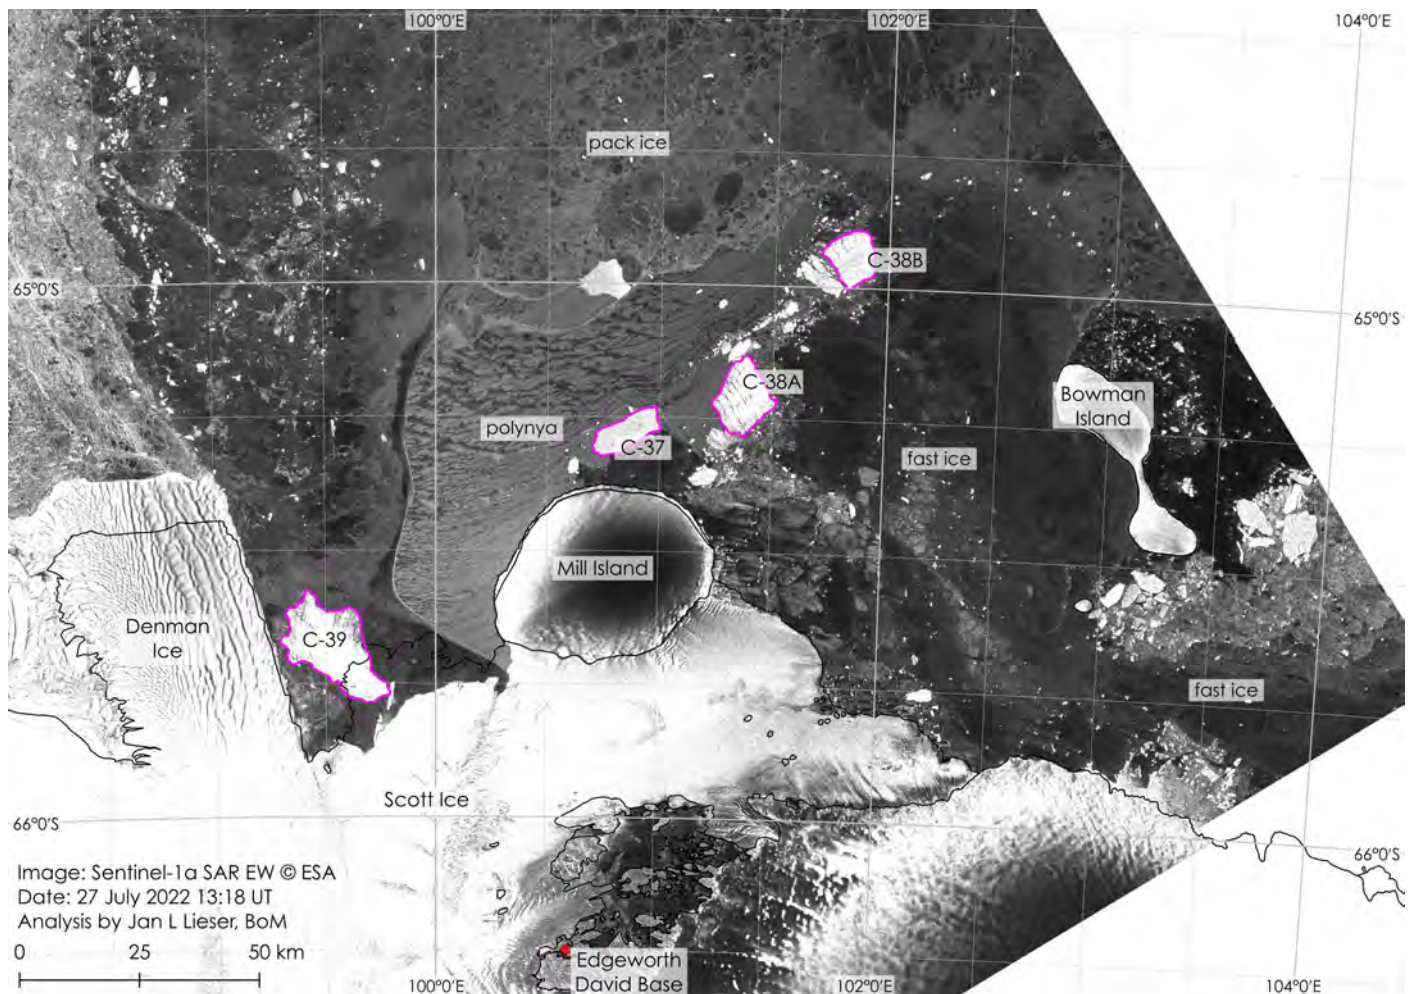 100°0'E
102°0'E
104°0'E
pack ice
C-38B
65°0'S
65°0'S
C-38A
Bowman
Island
polynya
C-37
fast ice
Mill Island
Denman
Ice
C-39
fast ice
Scott Ice
66°0'S
66°0'S
Image: Sentinel-1a SAR EW © ESA
Date: 27 July 2022 13:18 UT
Analysis by Jan L Lieser, BoM
0 25 50 km
Edgeworth
David Base
100°0'E
102°0'E
104°0'E